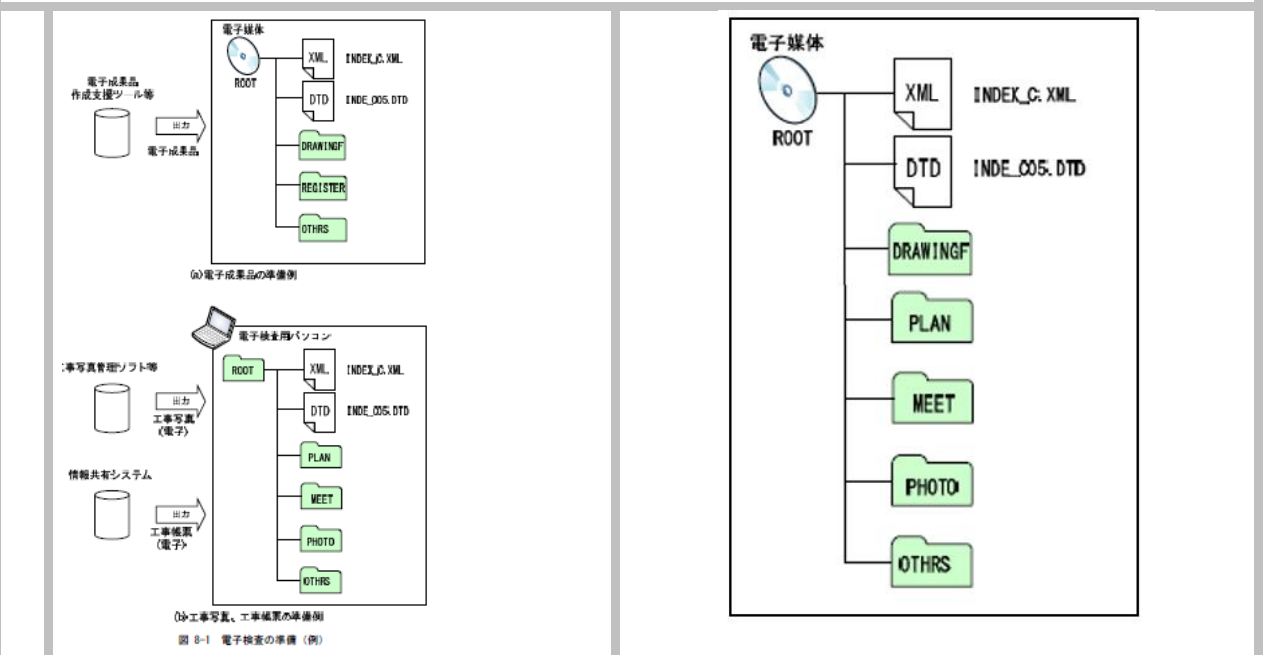 電子媒体
ROOT
XML
INDEX_C.XML
DTD
INDE_C05.DTD
電子成果品
作成支援ツール等
出力
電子成果品
DRAWINGF
REGISTER
OTHRS
(a)電子成果品の準備例
電子検査用パソコン
ROOT
XML
INDEX_C.XML
DTD
INDE_C05.DTD
工事写真管理ソフト等
出力
工事写真
(電子)
PLAN
情報共有システム
出力
工事帳票
(電子)
MEET
PHOTO
OTHRS
(b)工事写真、工事帳票の準備例
図 8-1 電子検査の準備（例）
電子媒体
ROOT
XML
INDEX_C.XML
DTD
INDE_C05.DTD
DRAWINGF
PLAN
MEET
PHOTO
OTHRS